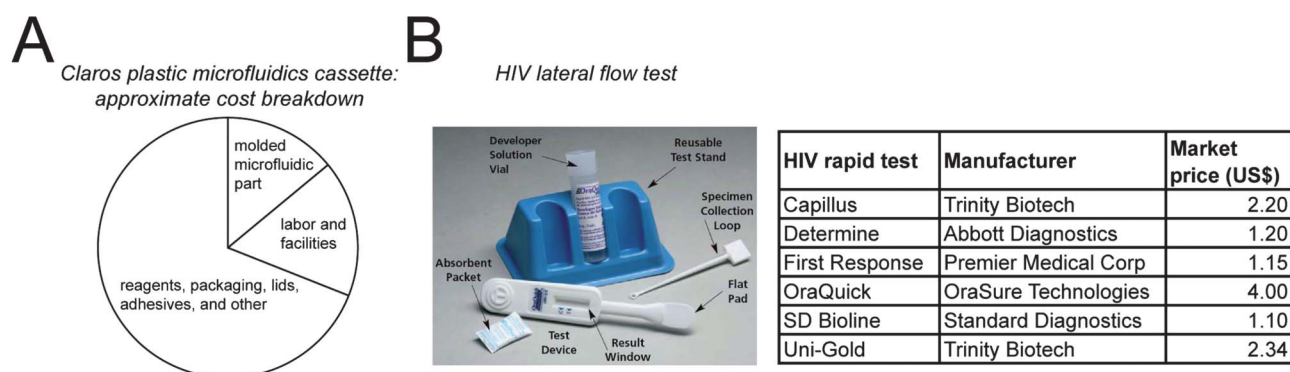 A
Claros plastic microfluidics cassette:
approximate cost breakdown
molded
microfluidic
part
labor and
facilities
reagents, packaging, lids,
adhesives, and other
B
HIV lateral flow test
Developer
Solution
Vial
Reusable
Test Stand
Specimen
Collection
Loop
Absorbent
Packet
Flat
Pad
Test
Device
Result
Window
OraQuick
HIV rapid test Manufacturer Market price (US$)
Capillus Trinity Biotech 2.20
Determine Abbott Diagnostics 1.20
First Response Premier Medical Corp 1.15
OraQuick OraSure Technologies 4.00
SD Bioline Standard Diagnostics 1.10
Uni-Gold Trinity Biotech 2.34